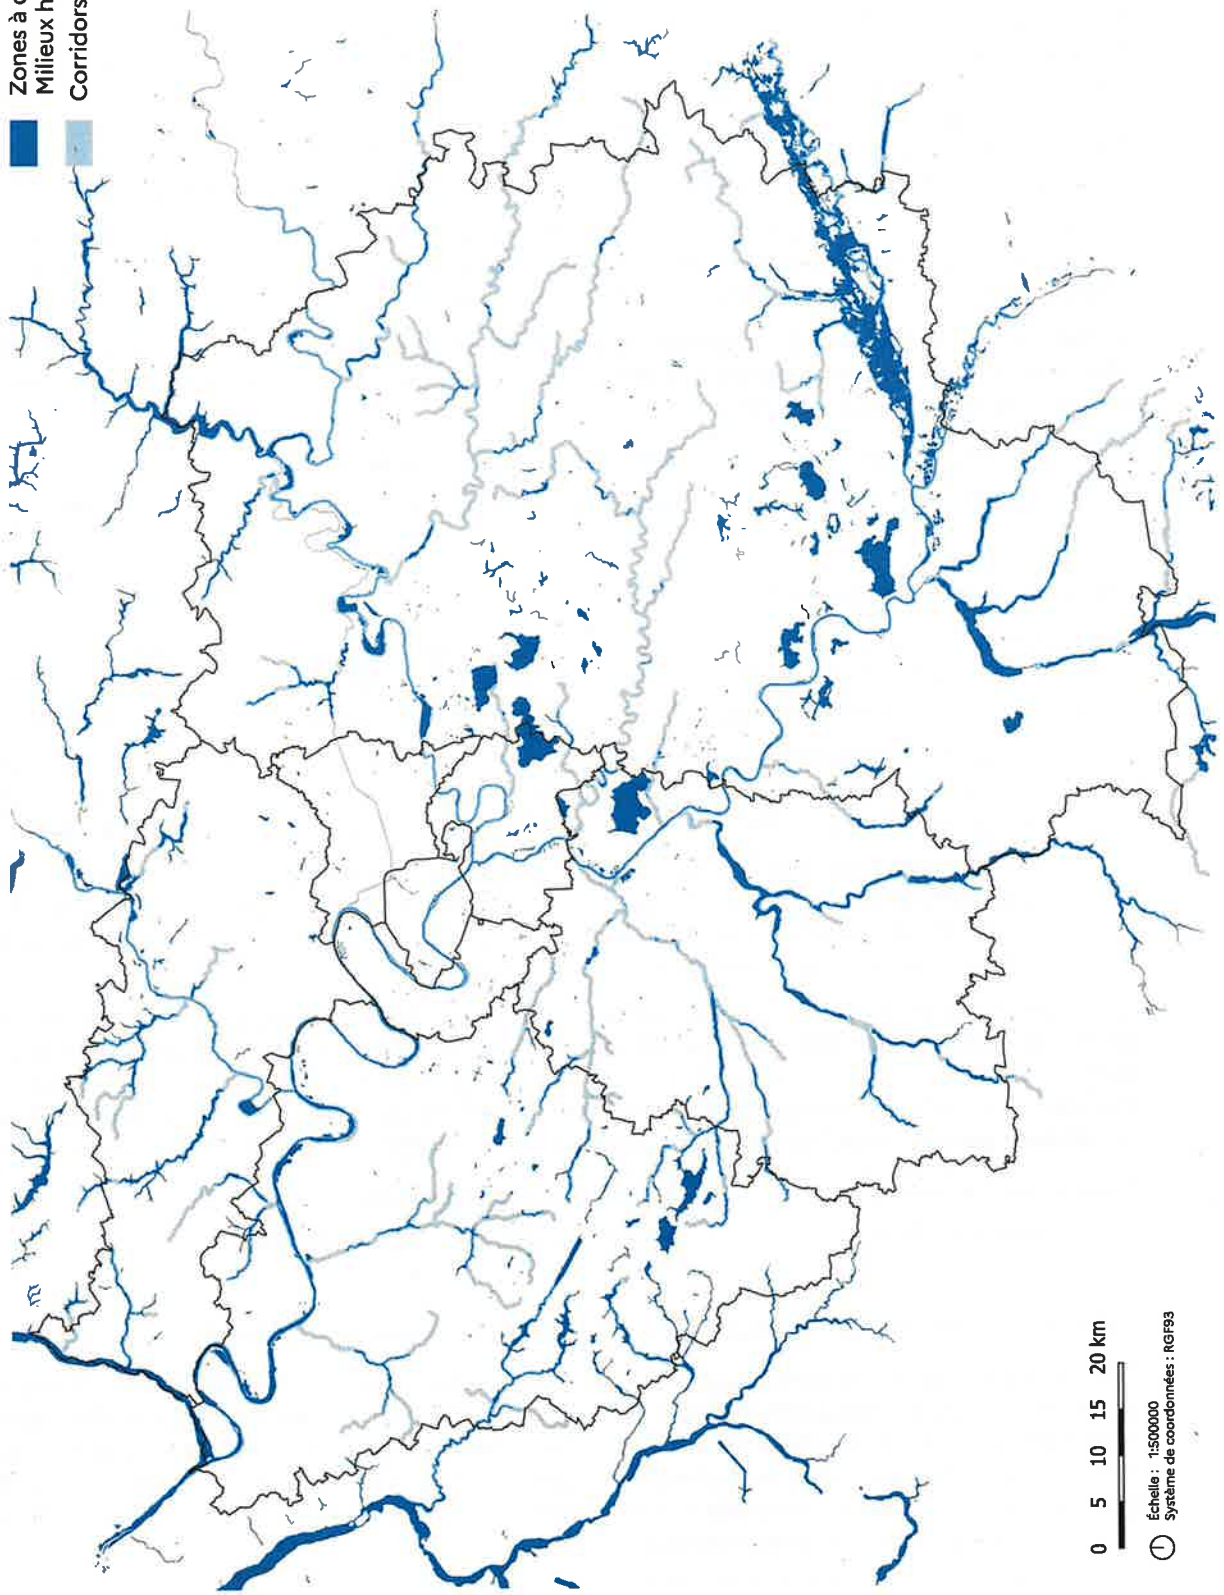 Zones à
Milieux
Corridors
0 5 10 15 20 km
Échelle : 1:500000
Système de coordonnées : RGF93